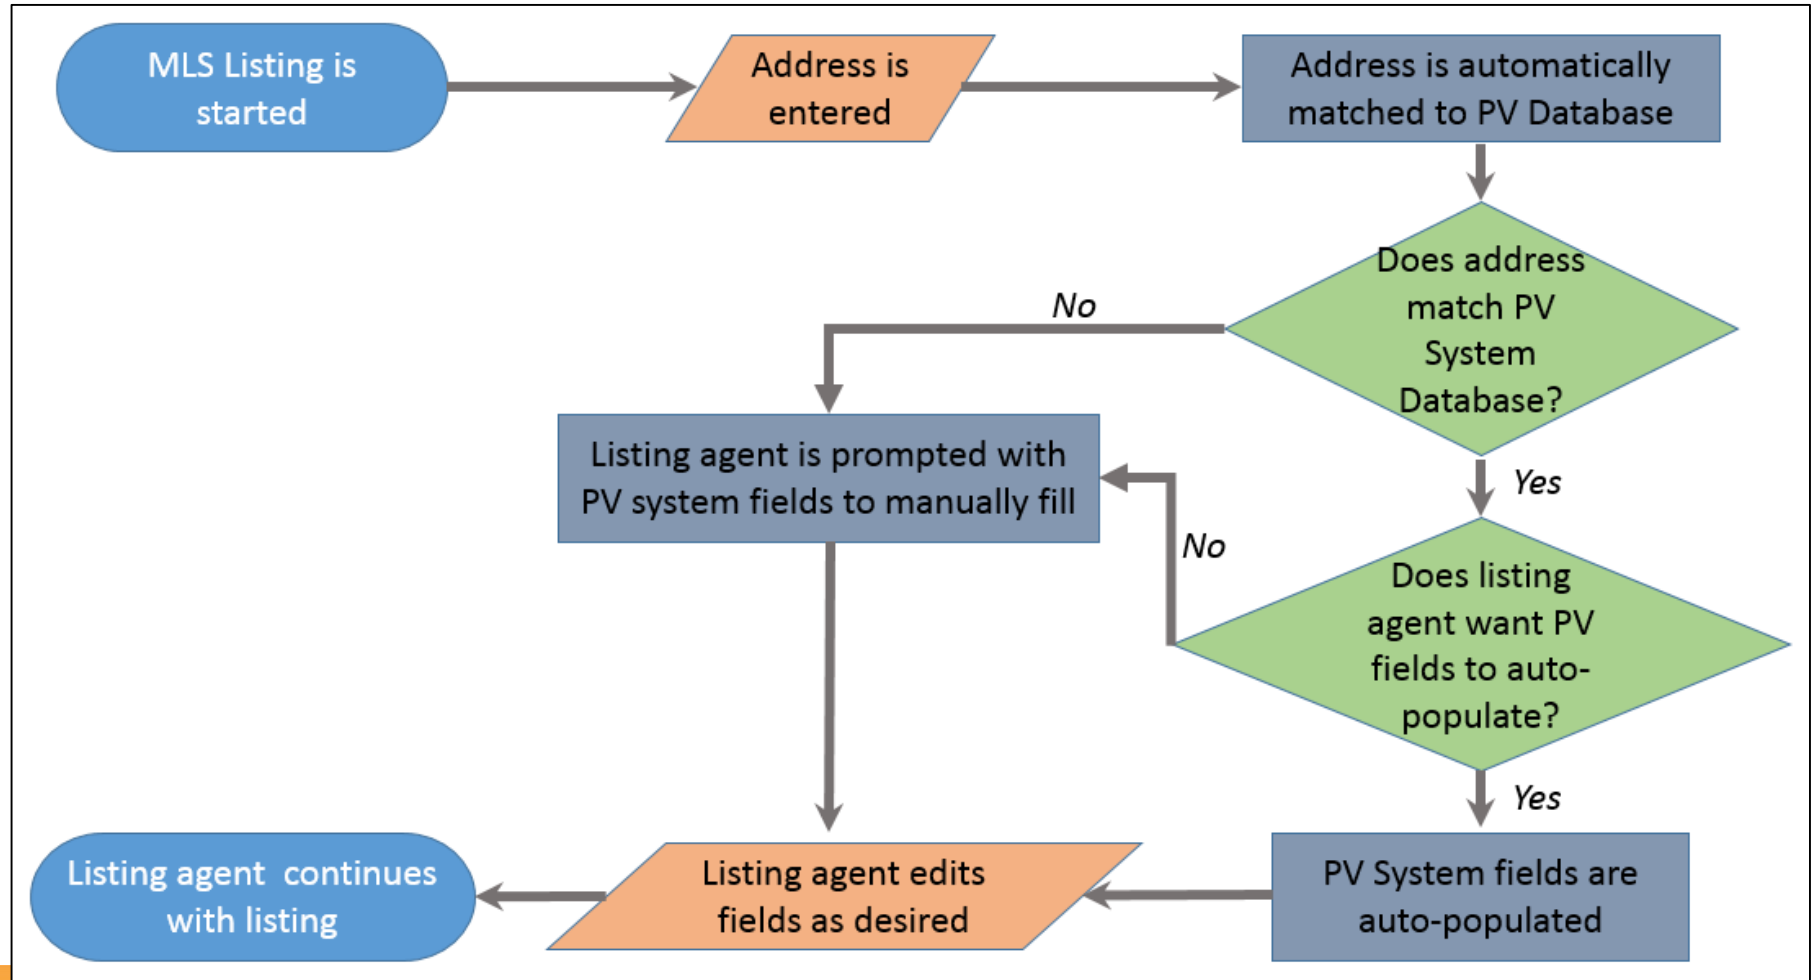 MLS Listing is
started
Address is
entered
Address is automatically
matched to PV Database
Does address
match PV
System
Database?
No
Yes
Listing agent is prompted with
PV system fields to manually fill
No
Does listing
agent want PV
fields to auto-
populate?
Yes
Listing agent continues
with listing
Listing agent edits
fields as desired
PV System fields are
auto-populated